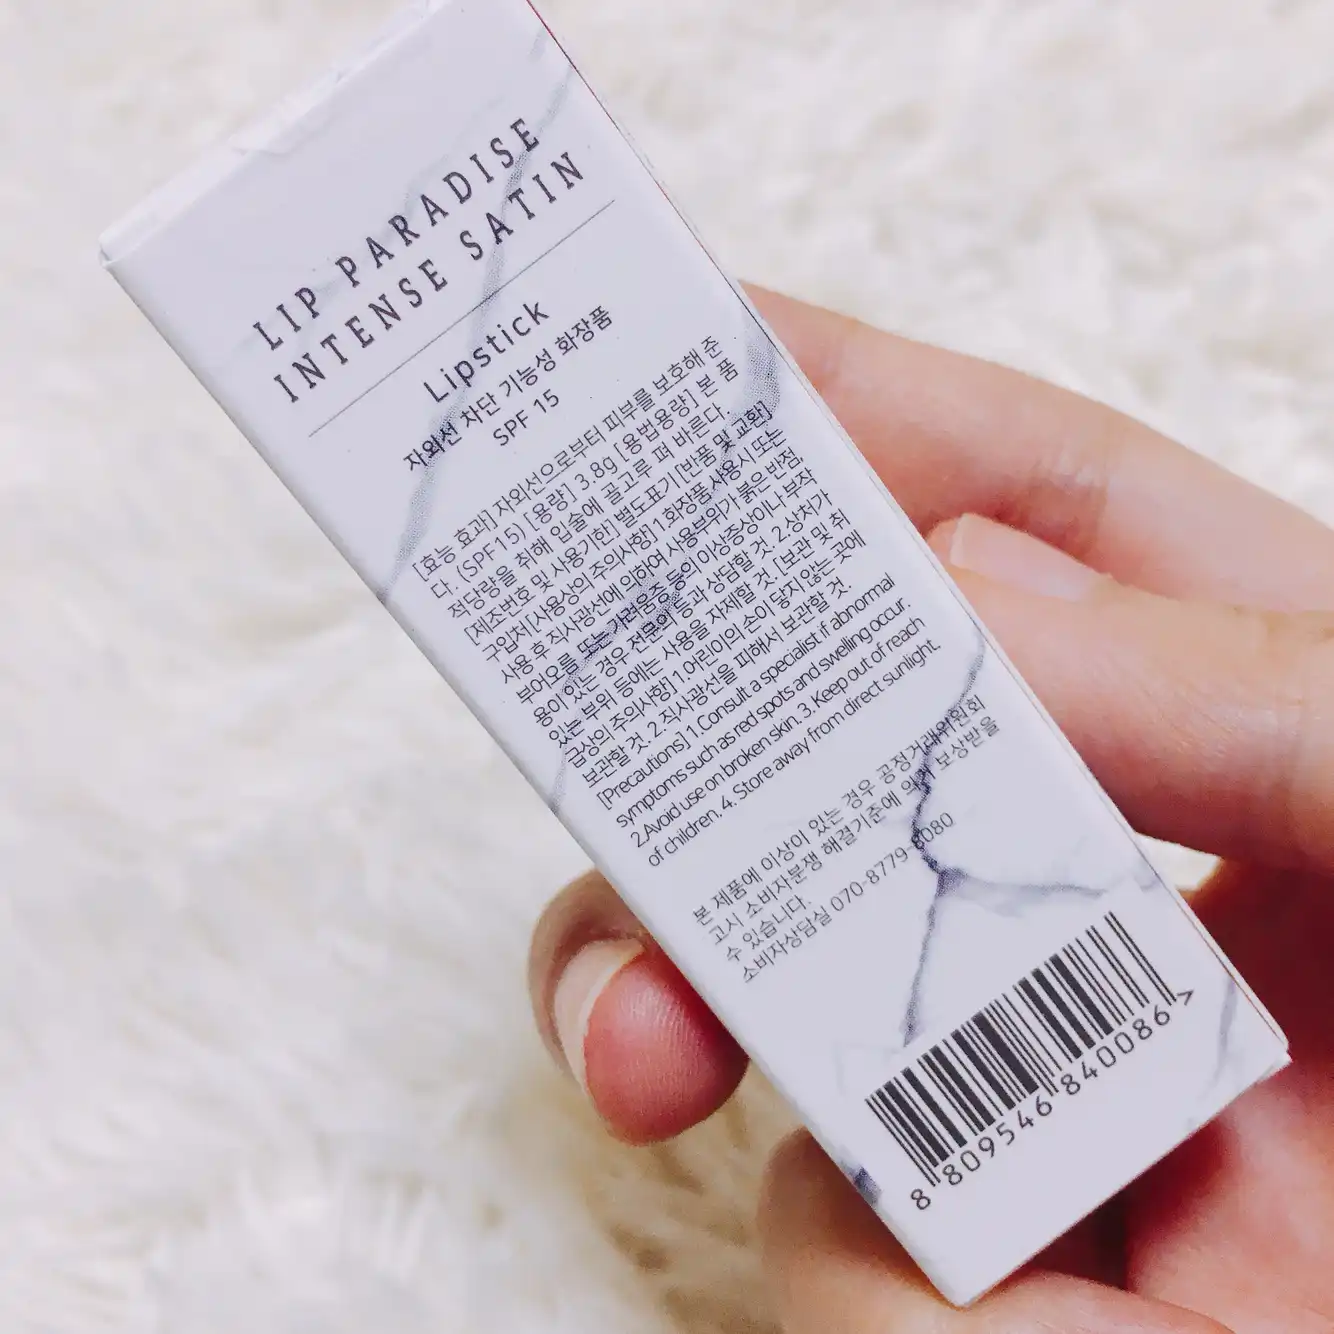 LIP PARADISE
INTENSE SATIN
Lipstick
자외선 차단 기능성 화장품
SPF 15
[효능 효과] 자외선으로부터 피부를 보호해 준
다. (SPF15) [용량] 3.8g [용법용량] 본 품
적당량을 취해 입술에 골고루 펴 바른다.
[제조번호 및 사용기한] 별도표기 [반품 및 교환]
구입처 [사용상의 주의사항] 1.화장품 사용시 또는
사용 후 직사광선에 의하여 사용부위가 붉은 반점,
부어오름 또는 가려움증 등의 이상증상이나 부작
용이 있는 경우 전문의 등과 상담할 것. 2.상처가
있는 부위 등에는 사용을 자제할 것. [보관 및 취
급상의 주의사항] 1.어린이의 손이 닿지 않는 곳에
보관할 것. 2.직사광선을 피해서 보관할 것
[Precautions] 1.Consult a specialist if abnormal
symptoms such as red spots and swelling occur.
2.Avoid use on broken skin. 3. Keep out of reach
of children. 4. Store away from direct sunlight.
본 제품에 이상이 있는 경우 공정거래위원회
고시 소비자분쟁 해결기준에 의거 보상받을
수 있습니다.
소비자상담실 070-8779-8080
8 809546 840086 >